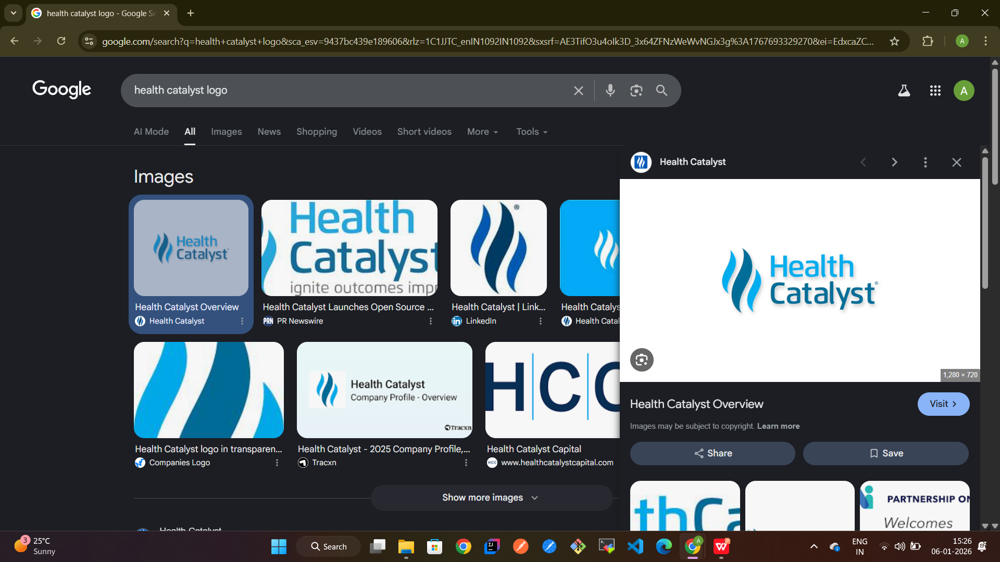 health catalyst logo - Google Se
google.com/search?q=health+catalyst+logo&sca_esv=9437bc439e189606&rlz=1C1JJTC_enIN1092IN1092&sxsrf=AE3TifO3u4oIk3D_3x64ZFNzWeWvNGJx3g%3A1767693329270&ei=EdxcaZC...
A
Google
health catalyst logo
A
AI Mode
All
Images
News
Shopping
Videos
Short videos
More
Tools
Images
Health
Catalyst
Health Catalyst Overview
Health Catalyst
Health
Catalyst
ignite outcomes impr
Health Catalyst Launches Open Source ...
PRN
PR Newswire
®
Health Catalyst | Link...
in
LinkedIn
Health Catalys
Health Catal
Health Catalyst logo in transparen...
Companies Logo
Health Catalyst
Company Profile - Overview
Tracxn
Health Catalyst - 2025 Company Profile,...
Tracxn
HCC
Health Catalyst Capital
HCC
www.healthcatalystcapital.com
Show more images
Health Catalyst
Health Catalyst
Health
Catalyst®
1,280 × 720
Health Catalyst Overview
Visit
Images may be subject to copyright. Learn more
Share
Save
thCa
PARTNERSHIP ON
Welcomes
3
25°C
Sunny
Search
IJ
A
W
ENG
IN
15:26
06-01-2026